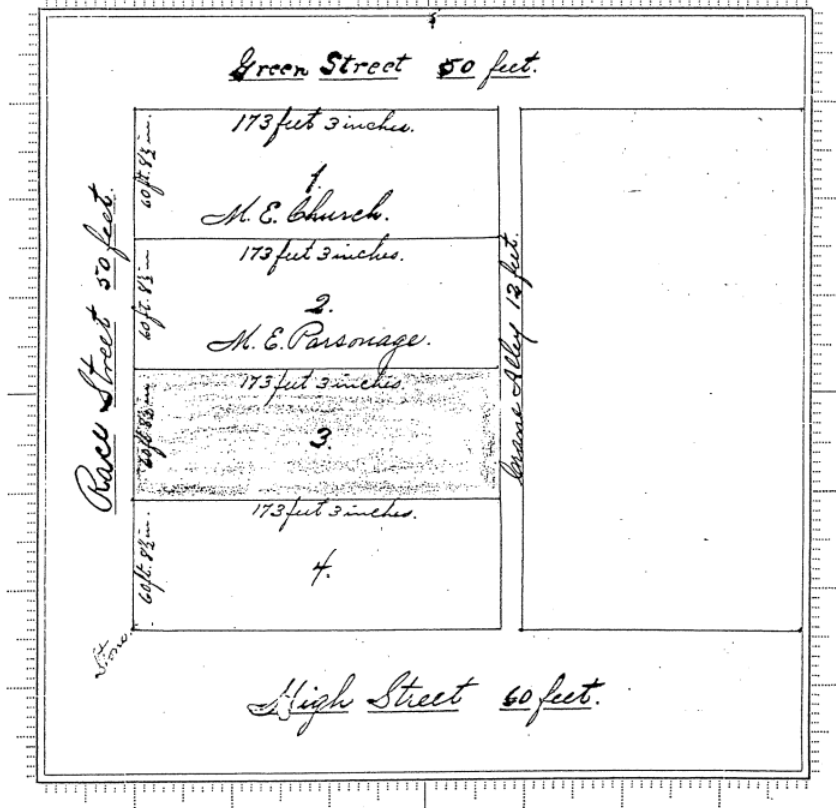 Green Street 50 feet.
173 feet 3 inches.
60 ft. 8½ in.
1.
M. E. Church.
Race Street 50 feet.
173 feet 3 inches.
60 ft. 8½ in
2.
M. E. Parsonage.
Alley 12 feet.
173 feet 3 inches.
60 ft. 8½ in
3.
173 feet 3 inches.
60 ft. 8½ in.
4.
Stone.
High Street 60 feet.